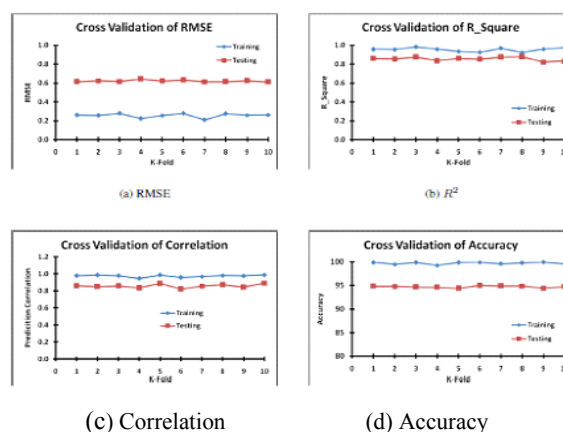 Cross Validation of RMSE
1.0
0.8
0.6
0.4
0.2
0.0
RMSE
Training
Testing
0 1 2 3 4 5 6 7 8 9 10
K-Fold
(a) RMSE
Cross Validation of R_Square
1.0
0.8
0.6
0.4
0.2
0.0
R_Square
Training
Testing
0 1 2 3 4 5 6 7 8 9
K-Fold
(b) R²
Cross Validation of Correlation
1.2
1.0
0.8
0.6
0.4
0.2
0.0
Prediction Correlation
Training
Testing
0 1 2 3 4 5 6 7 8 9 10
K-Fold
(c) Correlation
Cross Validation of Accuracy
100
95
90
85
80
Accuracy
Training
Testing
0 1 2 3 4 5 6 7 8 9
K-Fold
(d) Accuracy